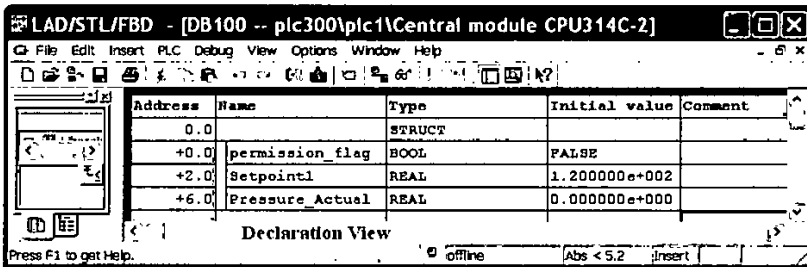 LAD/STL/FBD - [DB100 -- plc300\plc1\Central module CPU314C-2]
File Edit Insert PLC Debug View Options Window Help
Address Name Type Initial value Comment
0.0 STRUCT
+0.0 permission_flag BOOL FALSE
+2.0 Setpoint1 REAL 1.200000e+002
+6.0 Pressure_Actual REAL 0.000000e+000
Declaration View
Press F1 to get Help. offline Abs < 5.2 Insert